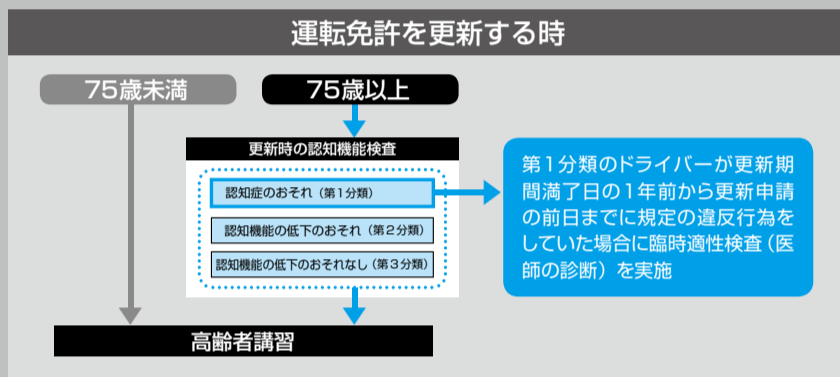 運転免許を更新する時
75歳未満
75歳以上
更新時の認知機能検査
認知症のおそれ（第1分類）
認知機能の低下のおそれ（第2分類）
認知機能の低下のおそれなし（第3分類）
第1分類のドライバーが更新期
間満了日の1年前から更新申請
の前日までに規定の違反行為を
していた場合に臨時適性検査（医
師の診断）を実施
高齢者講習